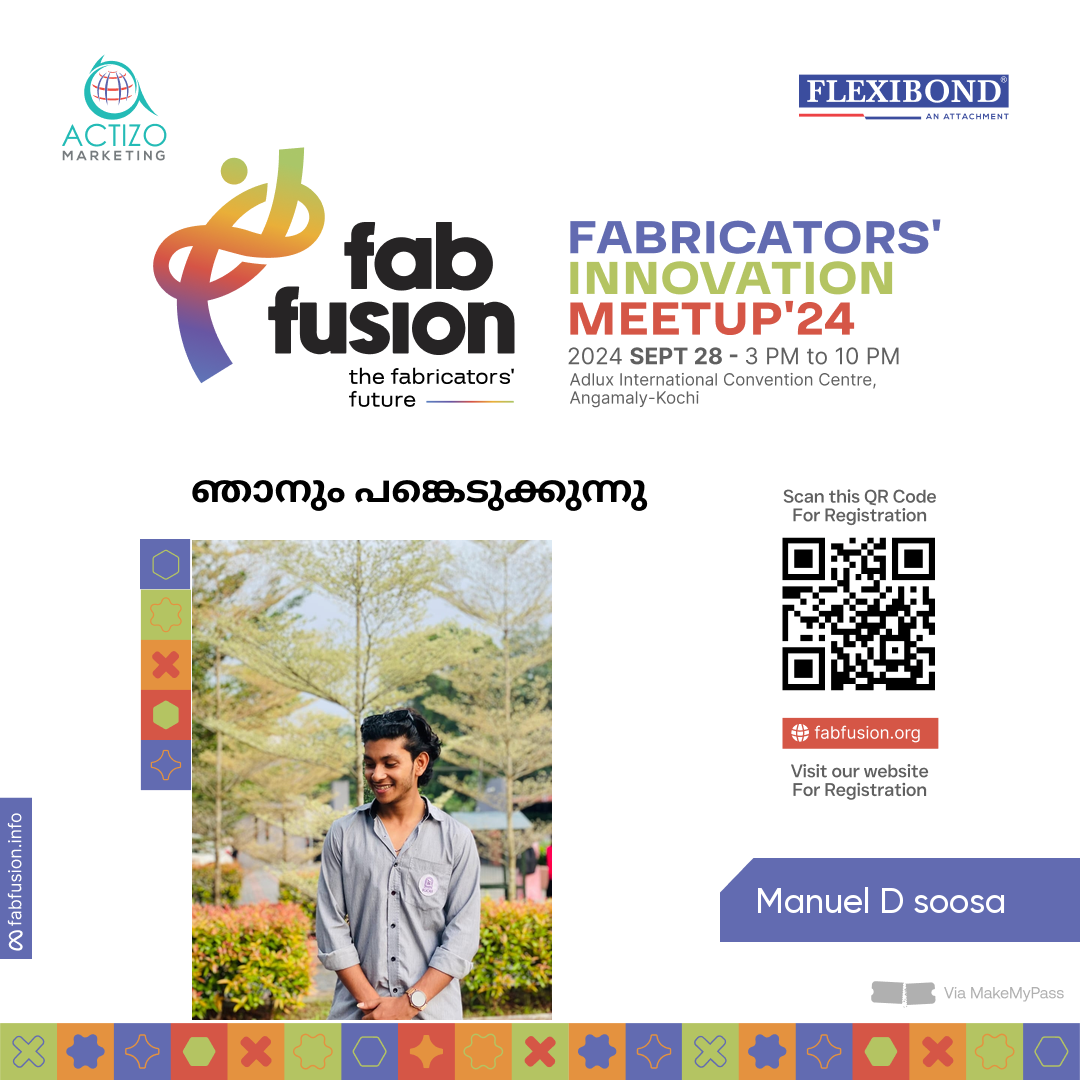 ACTIZO
MARKETING
FLEXIBOND®
AN ATTACHMENT
fab
fusion
the fabricators'
future
FABRICATORS'
INNOVATION
MEETUP'24
2024 SEPT 28 - 3 PM to 10 PM
Adlux International Convention Centre,
Angamaly-Kochi
ഞാനും പങ്കെടുക്കുന്നു
Scan this QR Code
For Registration
fabfusion.org
Visit our website
For Registration
fabfusion.info
Manuel D soosa
Via MakeMyPass